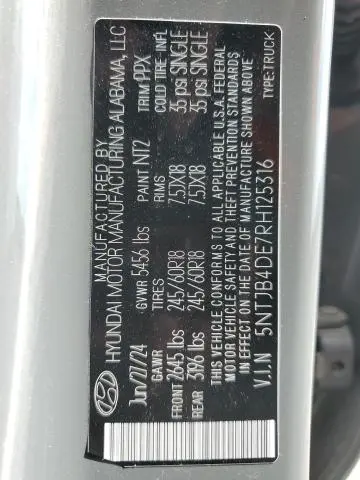 MANUFACTURED BY
HYUNDAI MOTOR MANUFACTURING ALABAMA, LLC
Jun/27/24 GVWR 5456 lbs PAINT NT2 TRIM PPX
GAWR TIRES RIMS COLD TIRE INFL
FRONT 2645 lbs 245/60R18 7.5JX18 35 psi SINGLE
REAR 3196 lbs 245/60R18 7.5JX18 35 psi SINGLE
THIS VEHICLE CONFORMS TO ALL APPLICABLE U.S.A. FEDERAL
MOTOR VEHICLE SAFETY AND THEFT PREVENTION STANDARDS
IN EFFECT ON THE DATE OF MANUFACTURE SHOWN ABOVE
V.I.N 5NTJB4DE7RH125316 TYPE:TRUCK